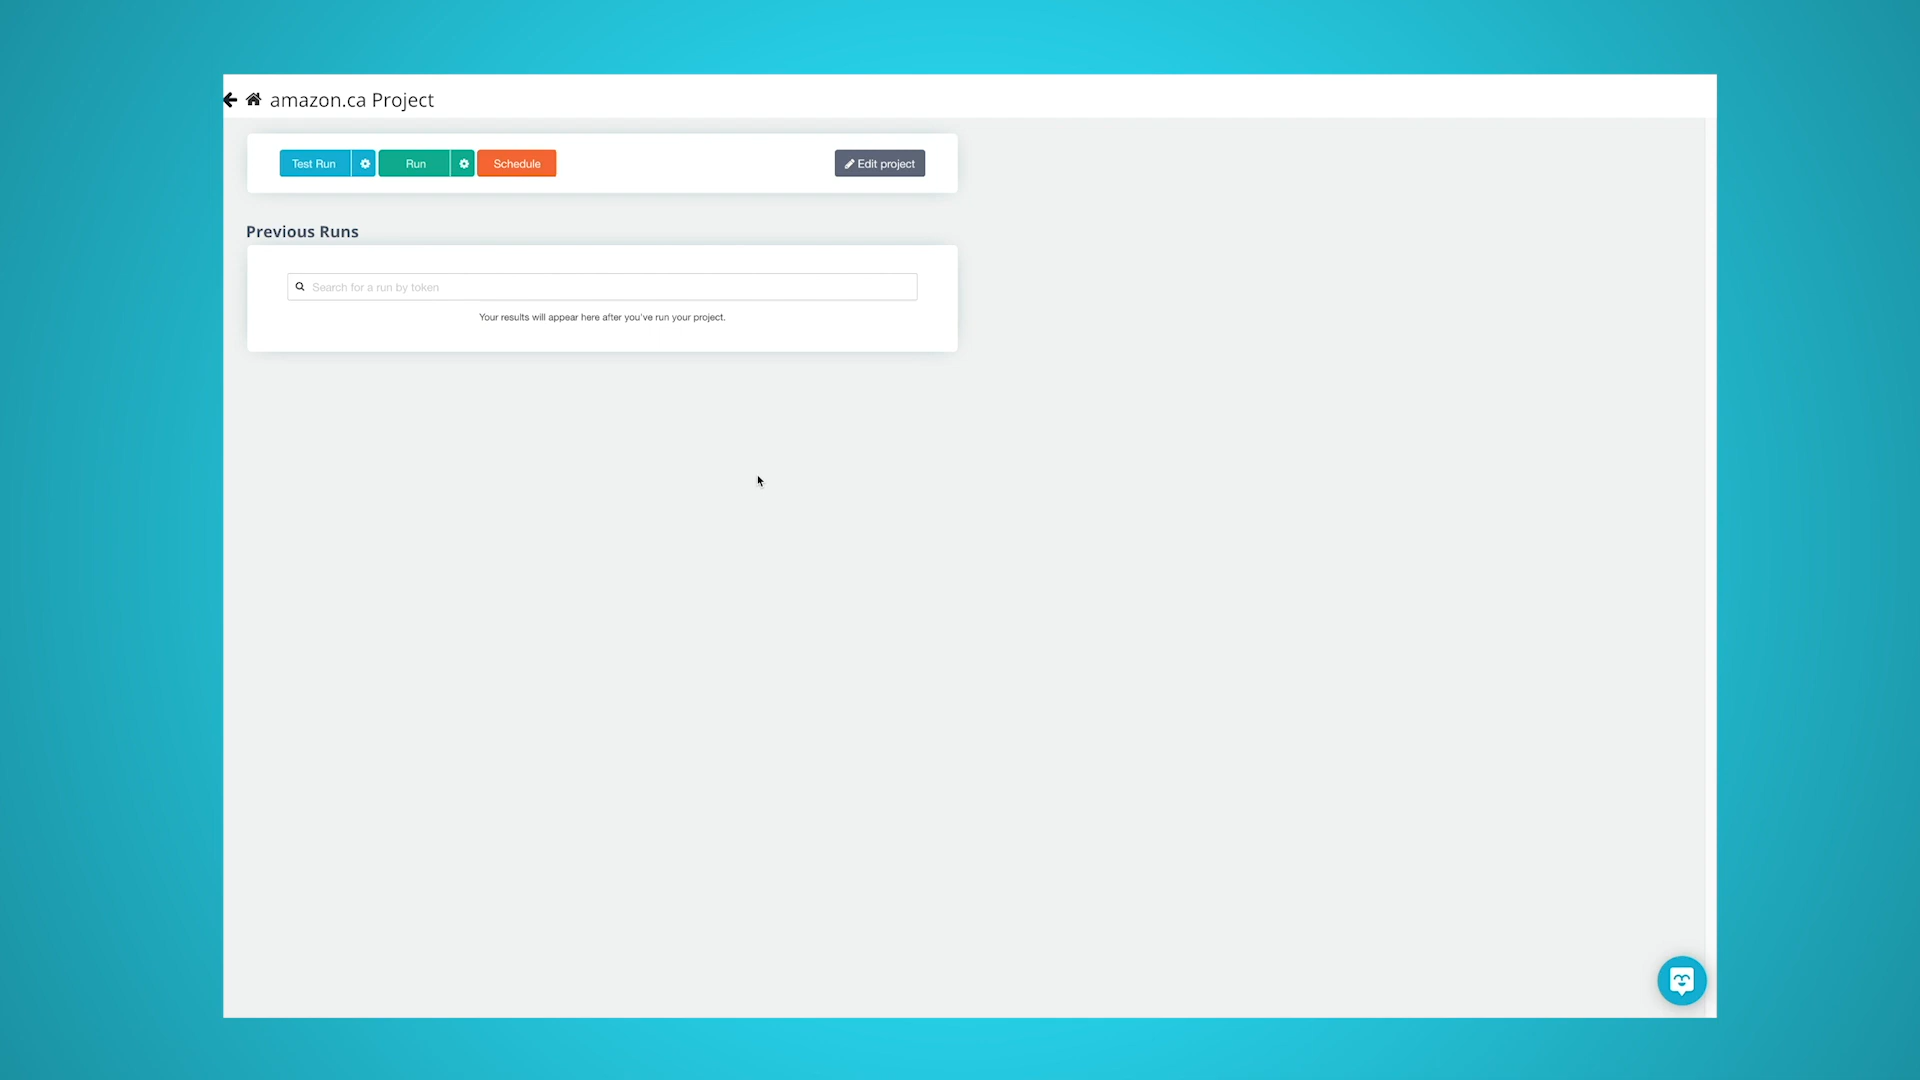 amazon.ca Project
Test Run
Run
Schedule
Edit project
Previous Runs
Search for a run by token
Your results will appear here after you've run your project.